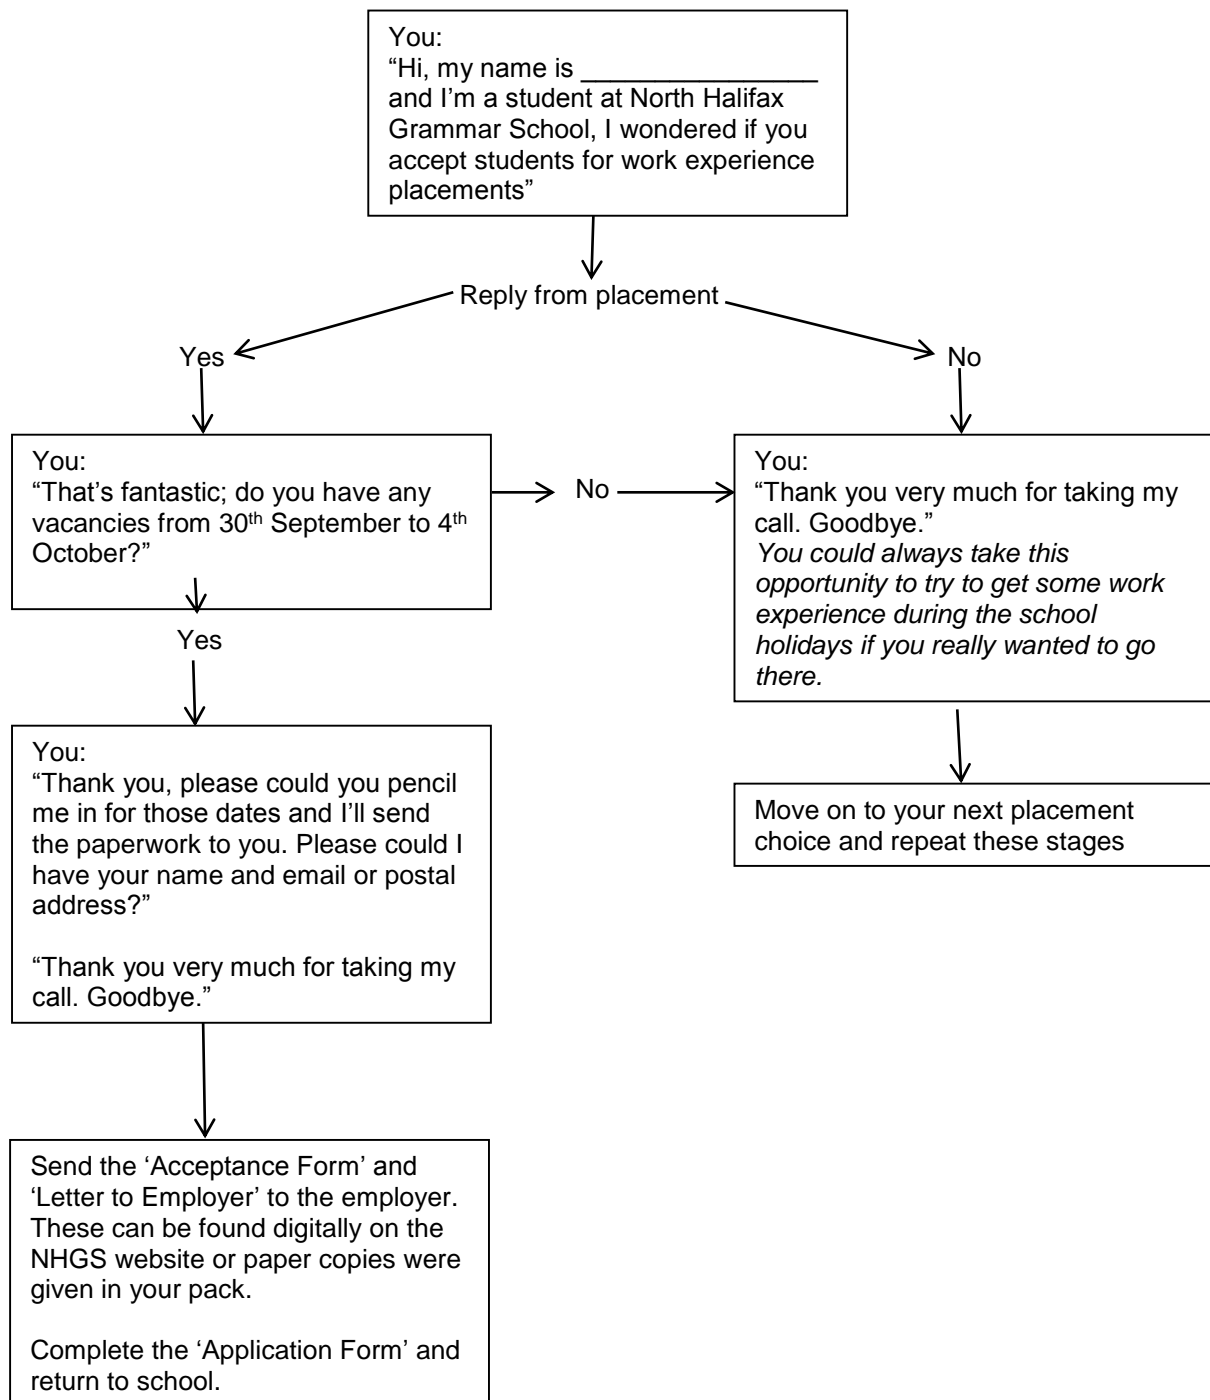 You:
“Hi, my name is ________________
and I’m a student at North Halifax
Grammar School, I wondered if you
accept students for work experience
placements”
Reply from placement
Yes
No
You:
“That’s fantastic; do you have any
vacancies from 30th September to 4th
October?”
No
You:
“Thank you very much for taking my
call. Goodbye.”
You could always take this
opportunity to try to get some work
experience during the school
holidays if you really wanted to go
there.
Yes
You:
“Thank you, please could you pencil
me in for those dates and I’ll send
the paperwork to you. Please could I
have your name and email or postal
address?”
“Thank you very much for taking my
call. Goodbye.”
Move on to your next placement
choice and repeat these stages
Send the ‘Acceptance Form’ and
‘Letter to Employer’ to the employer.
These can be found digitally on the
NHGS website or paper copies were
given in your pack.
Complete the ‘Application Form’ and
return to school.